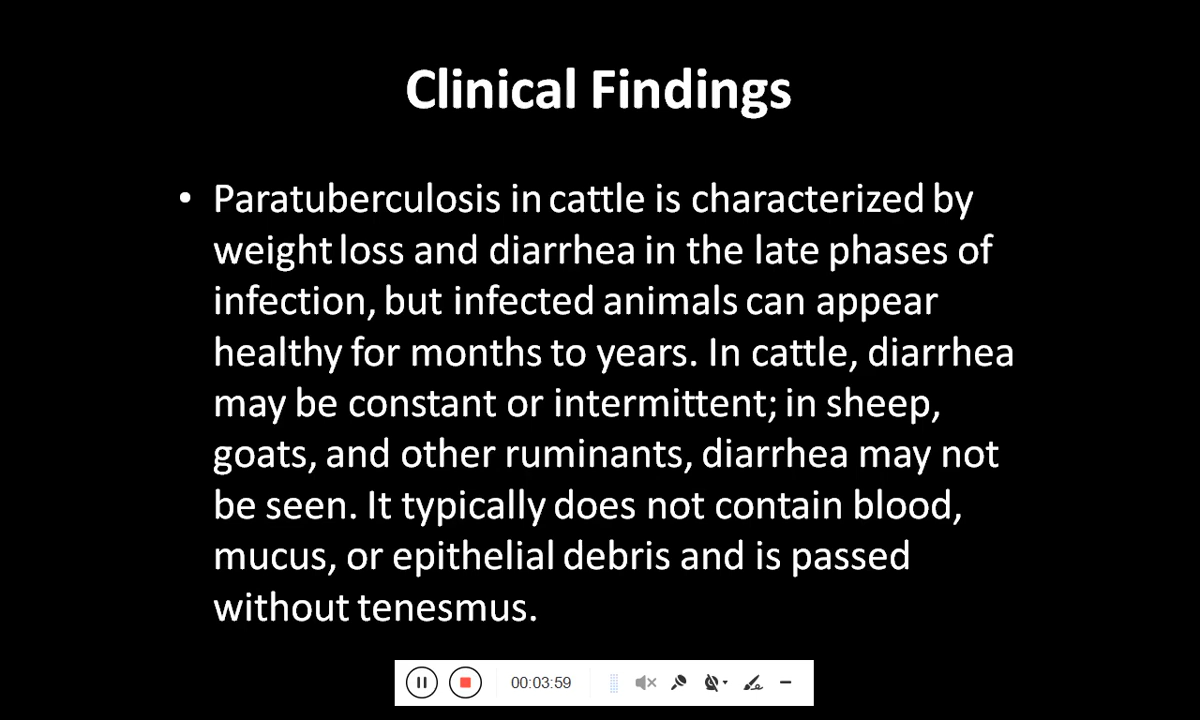 Clinical Findings
• Paratuberculosis in cattle is characterized by
weight loss and diarrhea in the late phases of
infection, but infected animals can appear
healthy for months to years. In cattle, diarrhea
may be constant or intermittent; in sheep,
goats, and other ruminants, diarrhea may not
be seen. It typically does not contain blood,
mucus, or epithelial debris and is passed
without tenesmus.
00:03:59